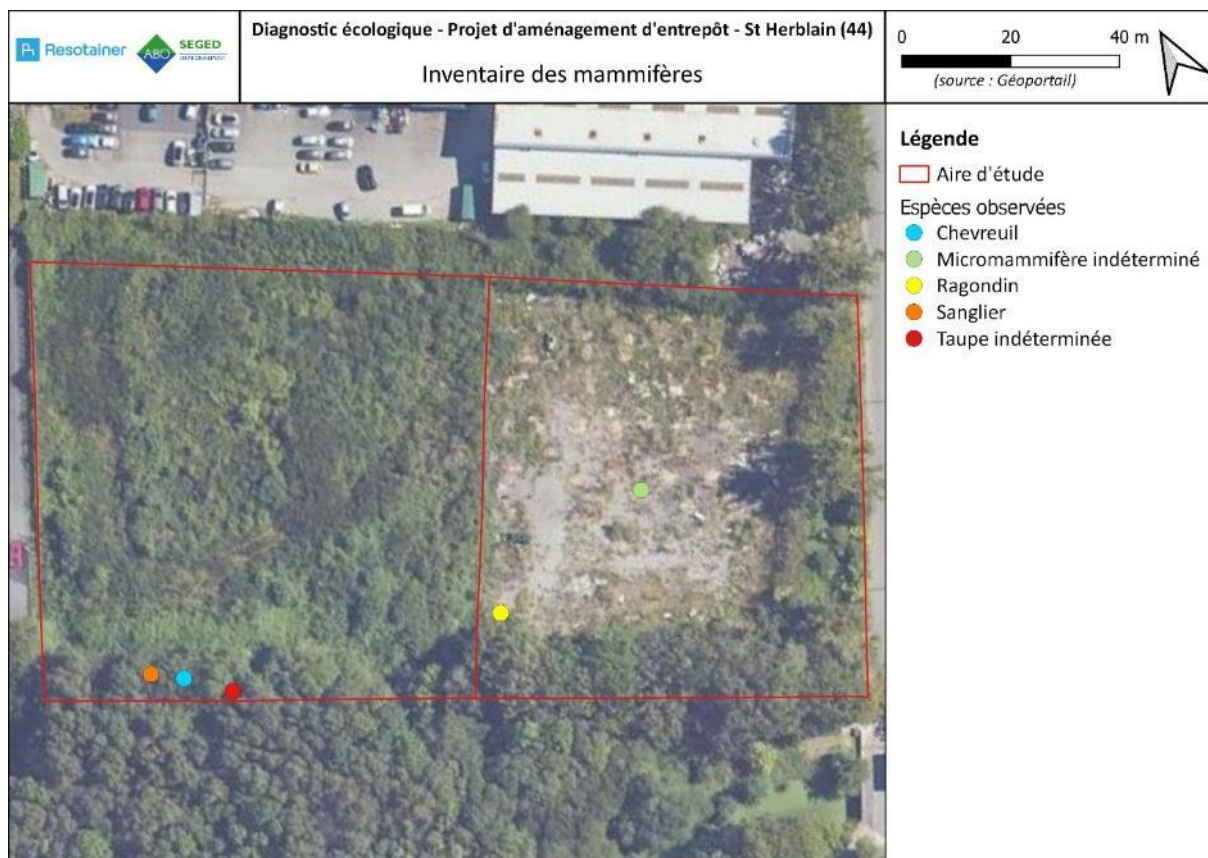 Resotainer
ABO
SEGED
ENVIRONNEMENT
Diagnostic écologique - Projet d'aménagement d'entrepôt - St Herblain (44)
Inventaire des mammifères
0 20 40 m
(source : Géoportail)
Légende
Aire d'étude
Espèces observées
Chevreuil
Micromammifère indéterminé
Ragondin
Sanglier
Taupe indéterminée